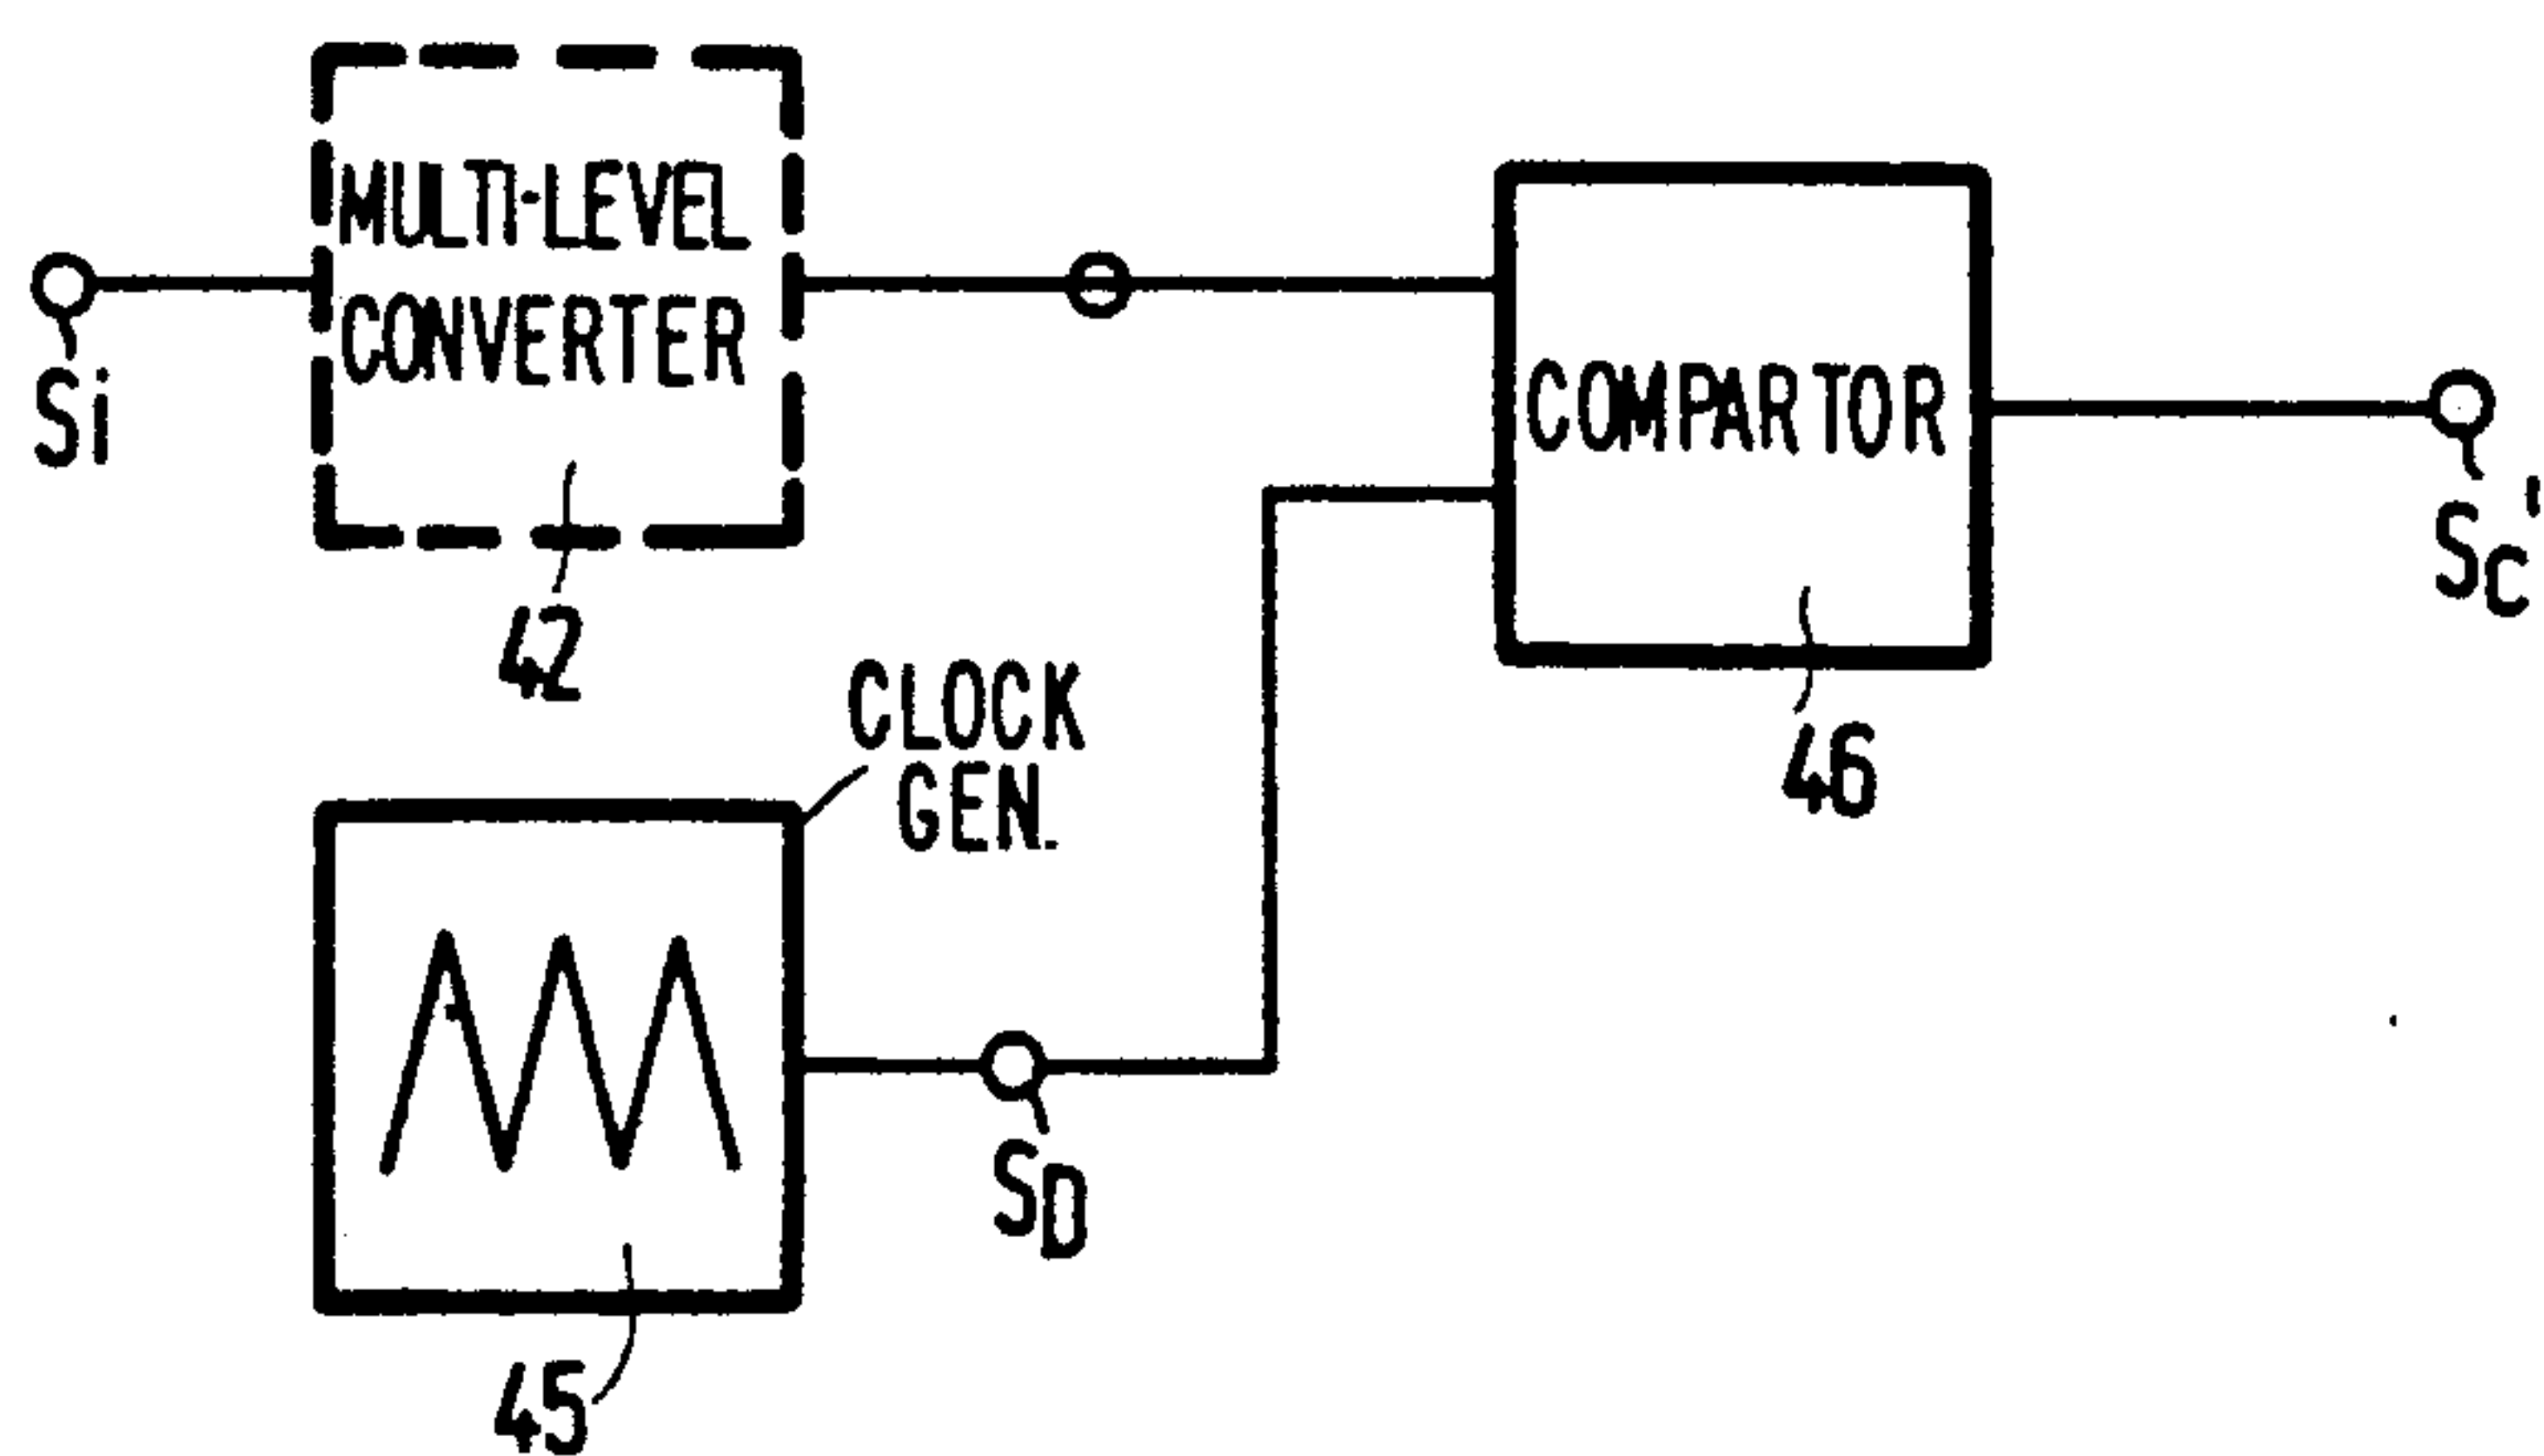 MULTI-LEVEL
CONVERTER
Si
42
COMPARTOR
46
Sc'
CLOCK
GEN.
SD
45